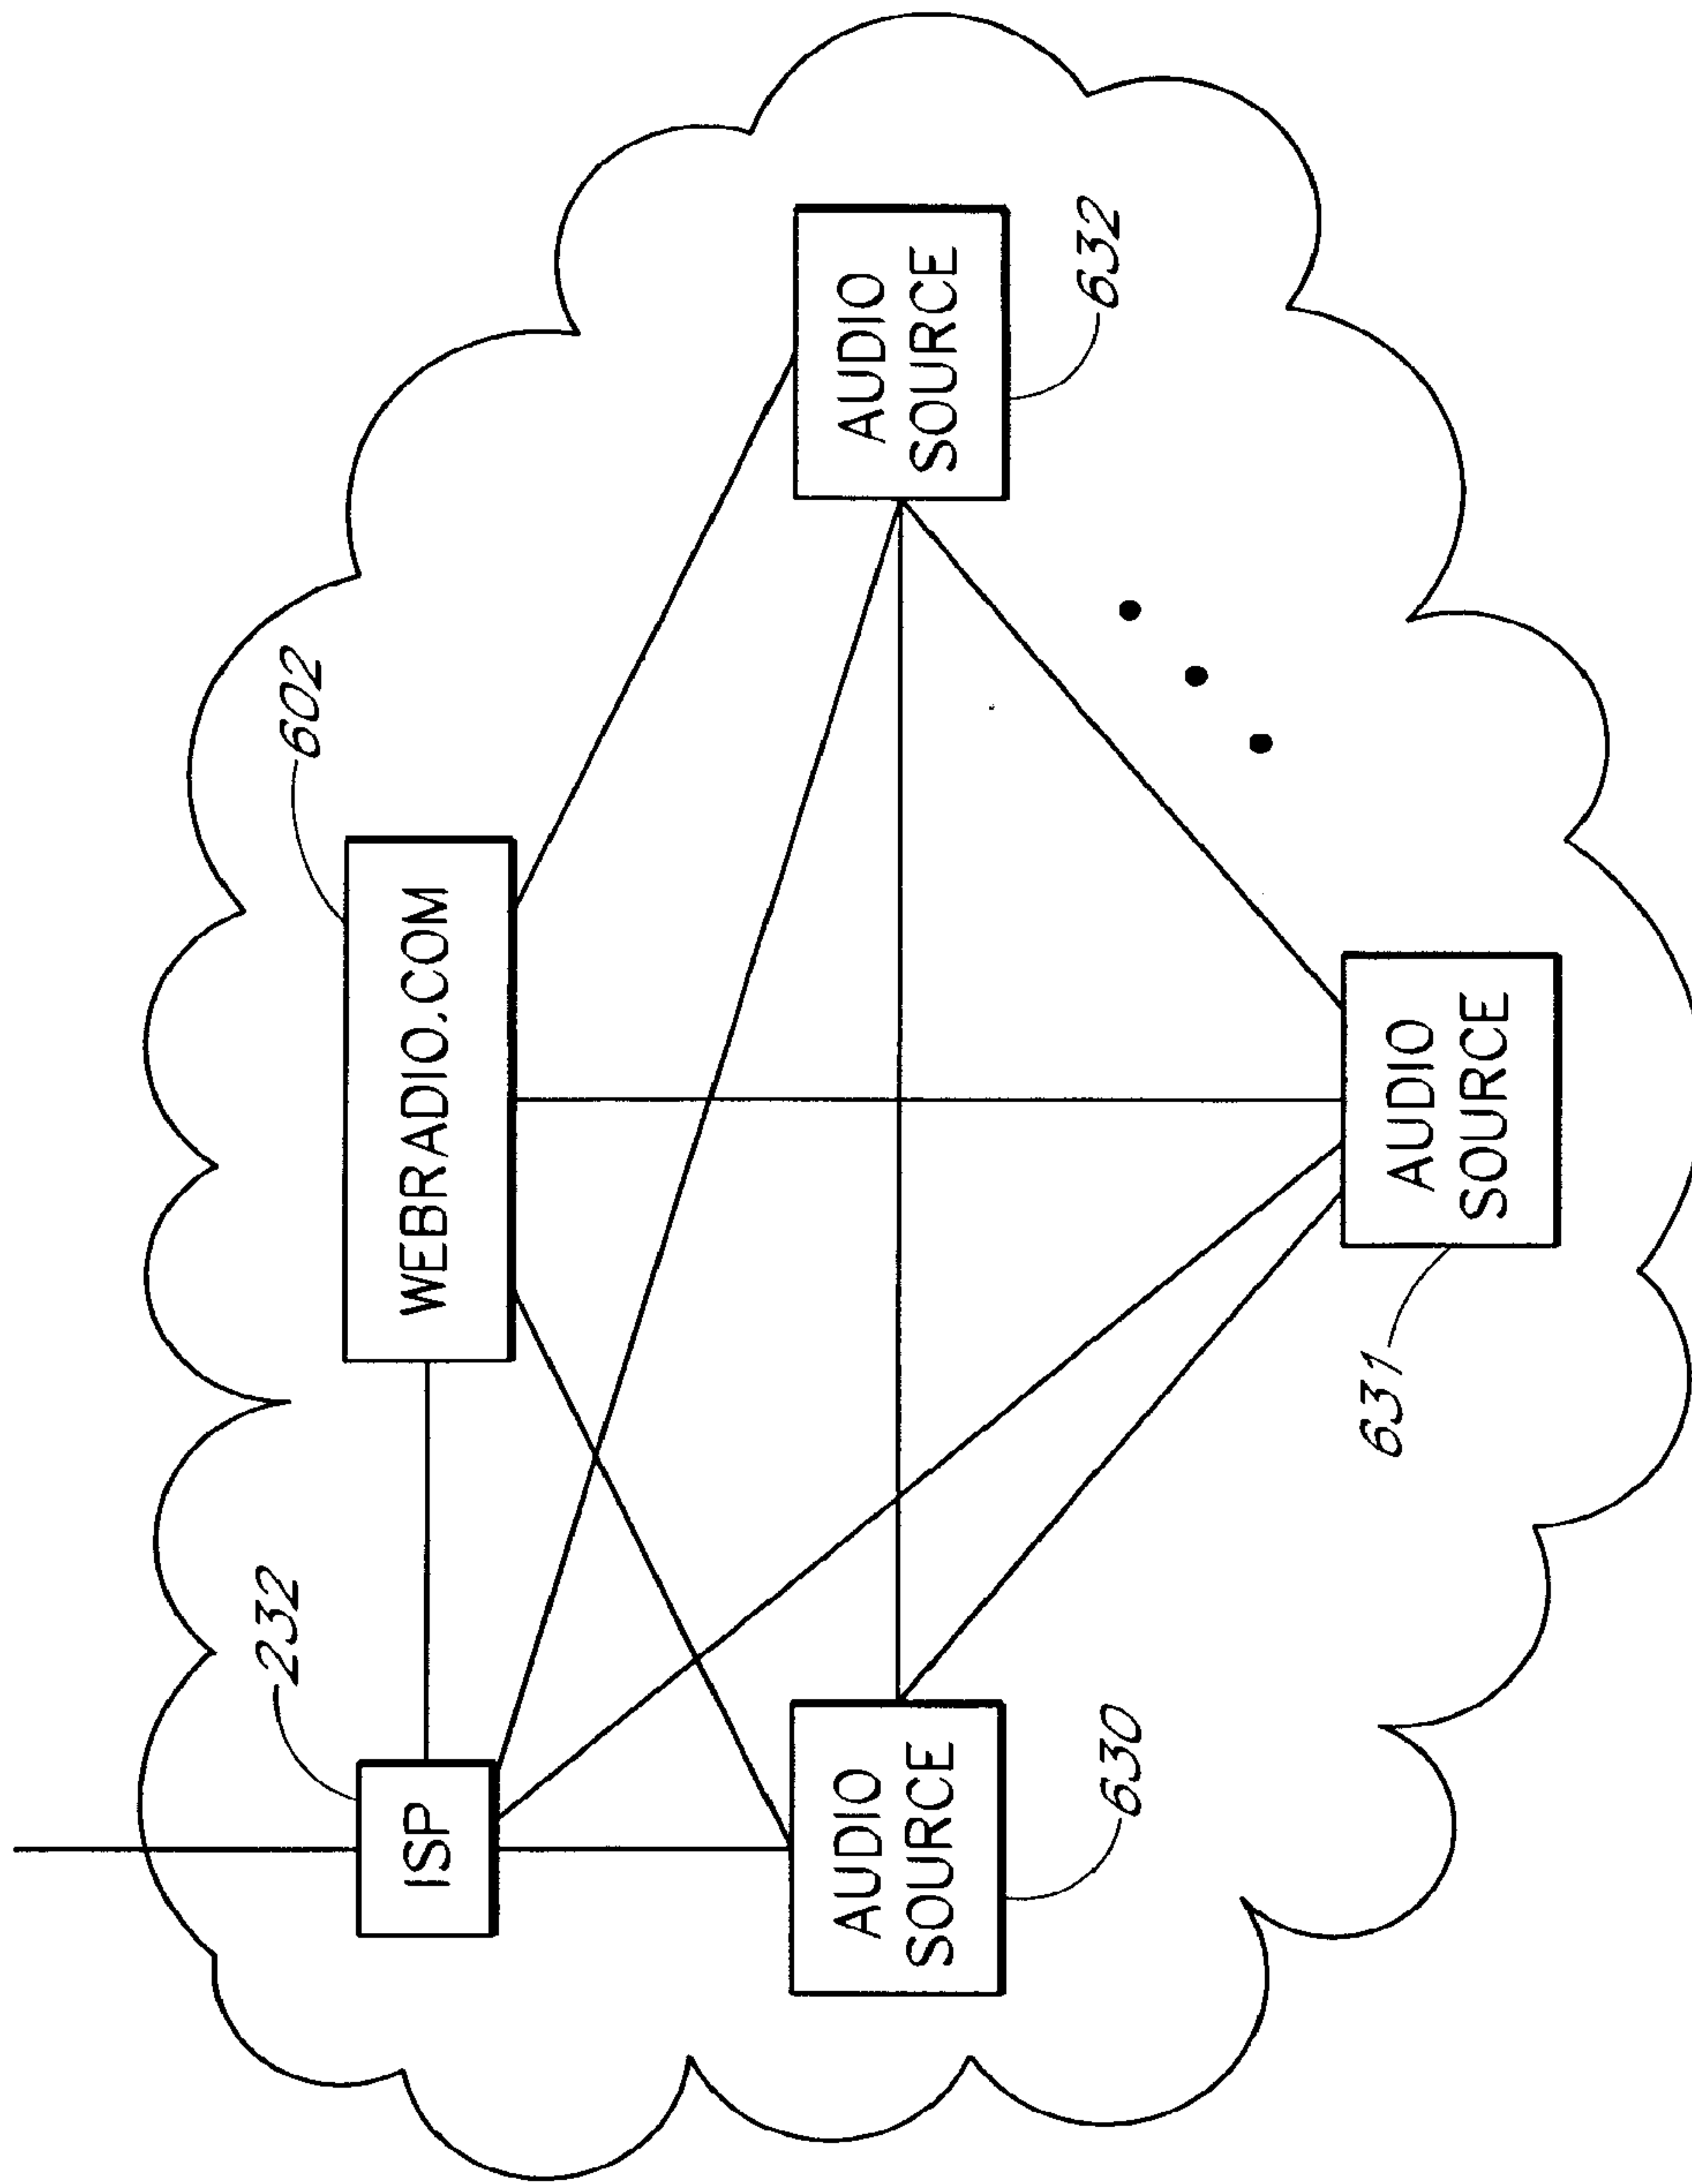 232
ISP
602
WEBRADIO.COM
AUDIO
SOURCE
630
AUDIO
SOURCE
631
AUDIO
SOURCE
632